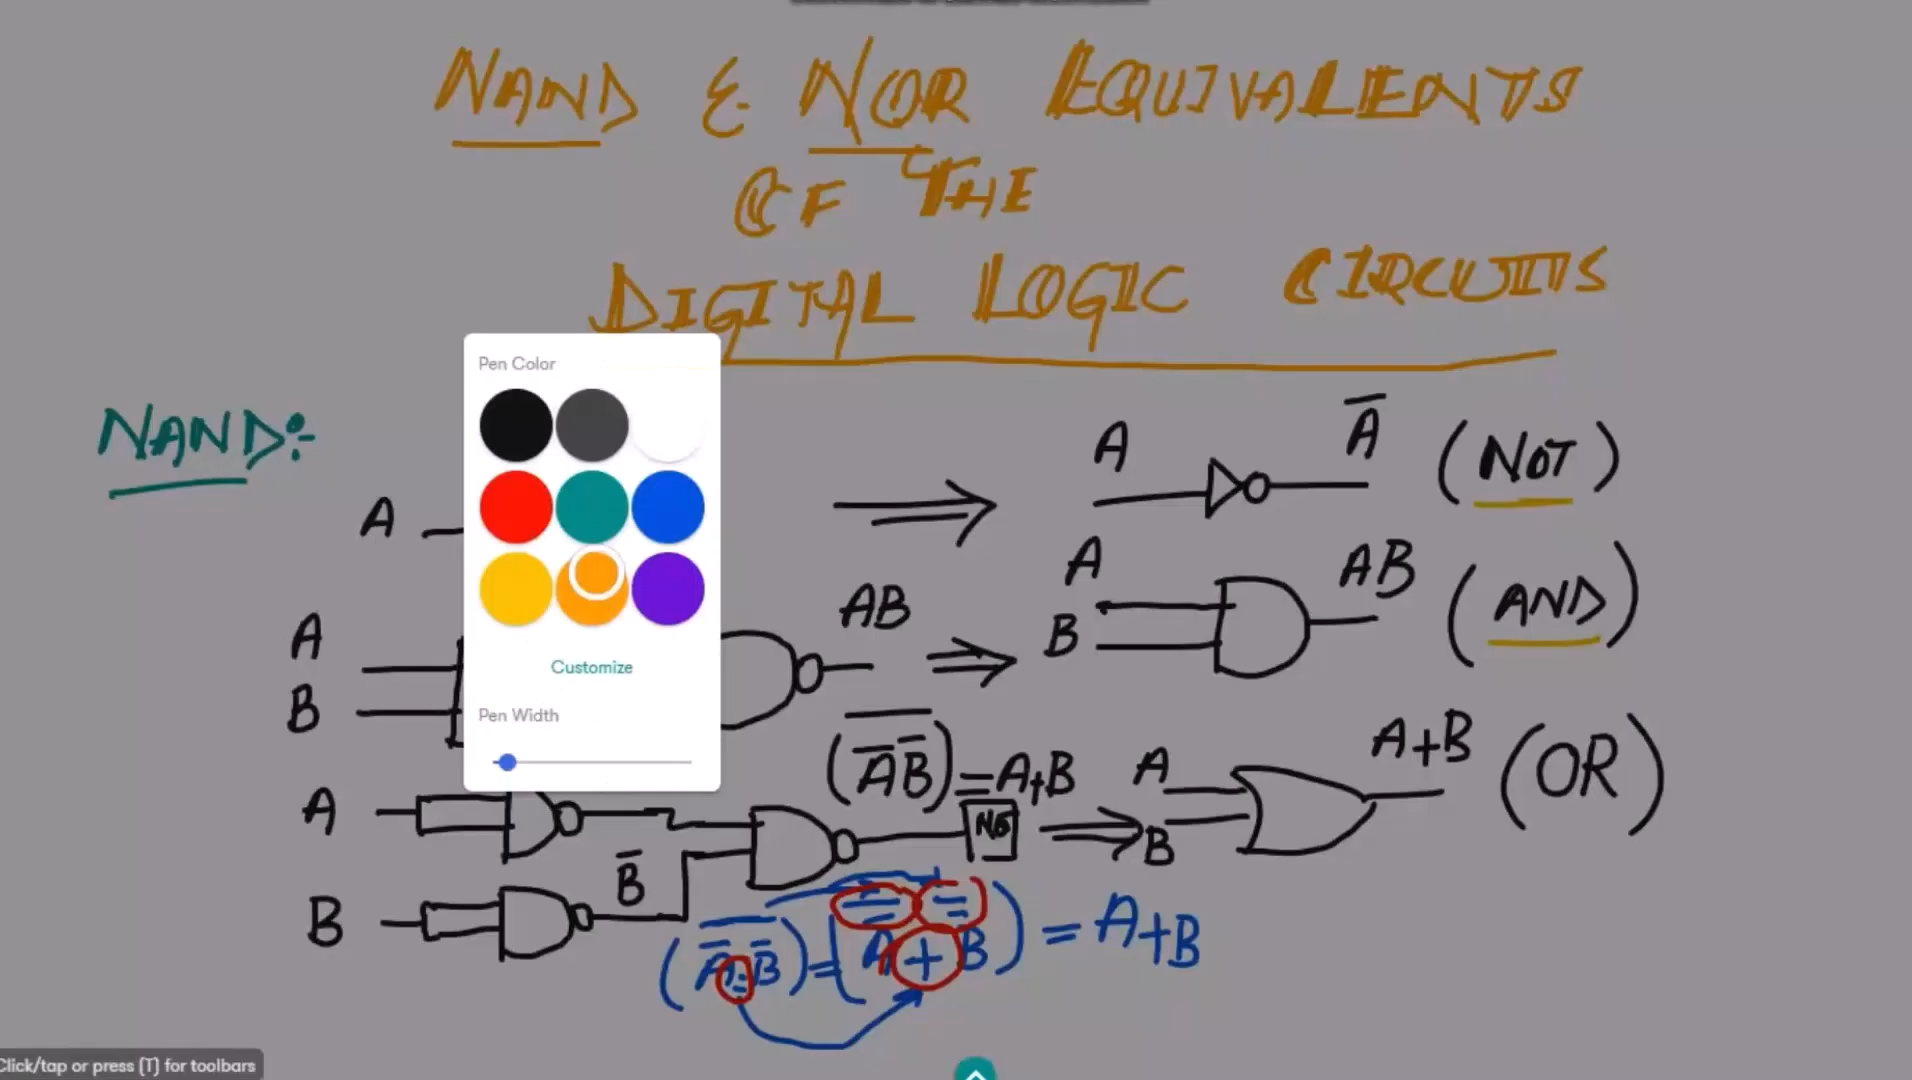 NAND & NOR EQUIVALENTS
OF THE
DIGITAL LOGIC CIRCUITS
Pen Color
NAND:
A
A
A̅
(NOT)
A
B
AB
A
B
AB
(AND)
Customize
Pen Width
(A̅B̅)‾ = A+B
A
B
A+B
(OR)
A
NO
B̅
B
(A̅.B̅)‾ = (A̿ + B̿) = A+B
Click/tap or press (T) for toolbars